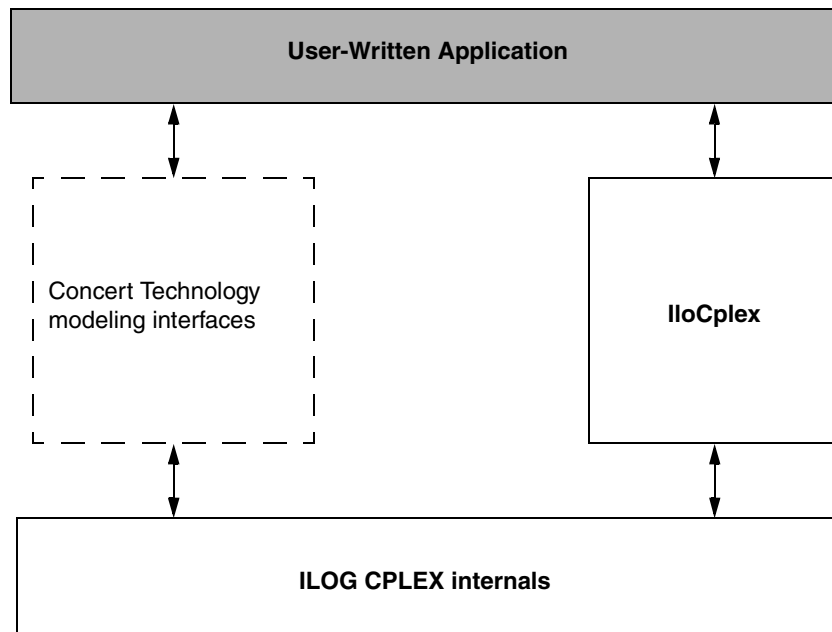 User-Written Application
Concert Technology
modeling interfaces
IloCplex
ILOG CPLEX internals